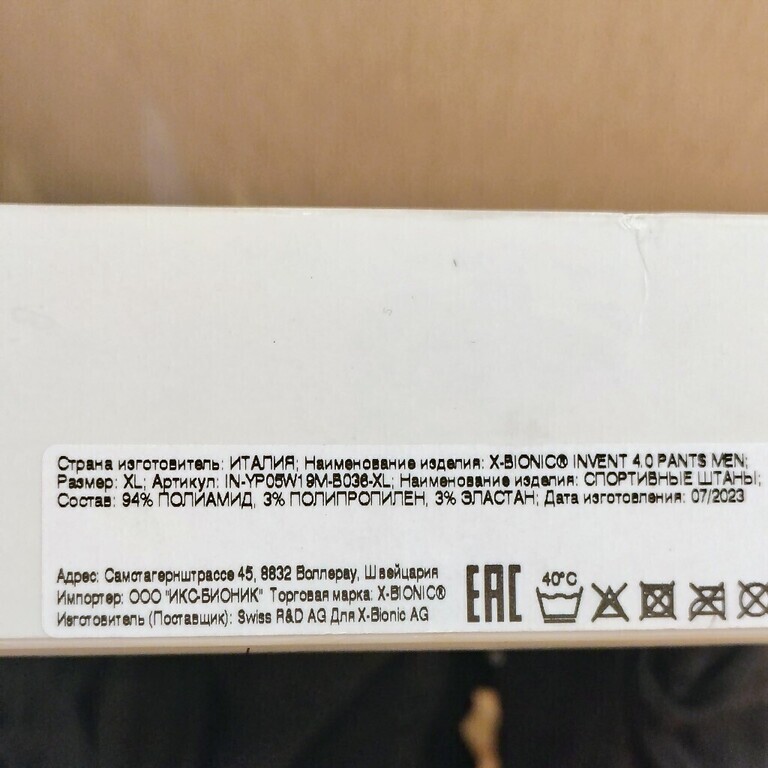 Страна изготовитель: ИТАЛИЯ; Наименование изделия: X-BIONIC® INVENT 4.0 PANTS MEN;
Размер: XL; Артикул: IN-YP05W19M-B036-XL; Наименование изделия: СПОРТИВНЫЕ ШТАНЫ;
Состав: 94% ПОЛИАМИД, 3% ПОЛИПРОПИЛЕН, 3% ЭЛАСТАН; Дата изготовления: 07/2023
Адрес: Самстагернштрассе 45, 8832 Воллерау, Швейцария
Импортер: ООО "ИКС-БИОНИК" Торговая марка: X-BIONIC®
Изготовитель (Поставщик): Swiss R&D AG Для X-Bionic AG
EAC
40°C